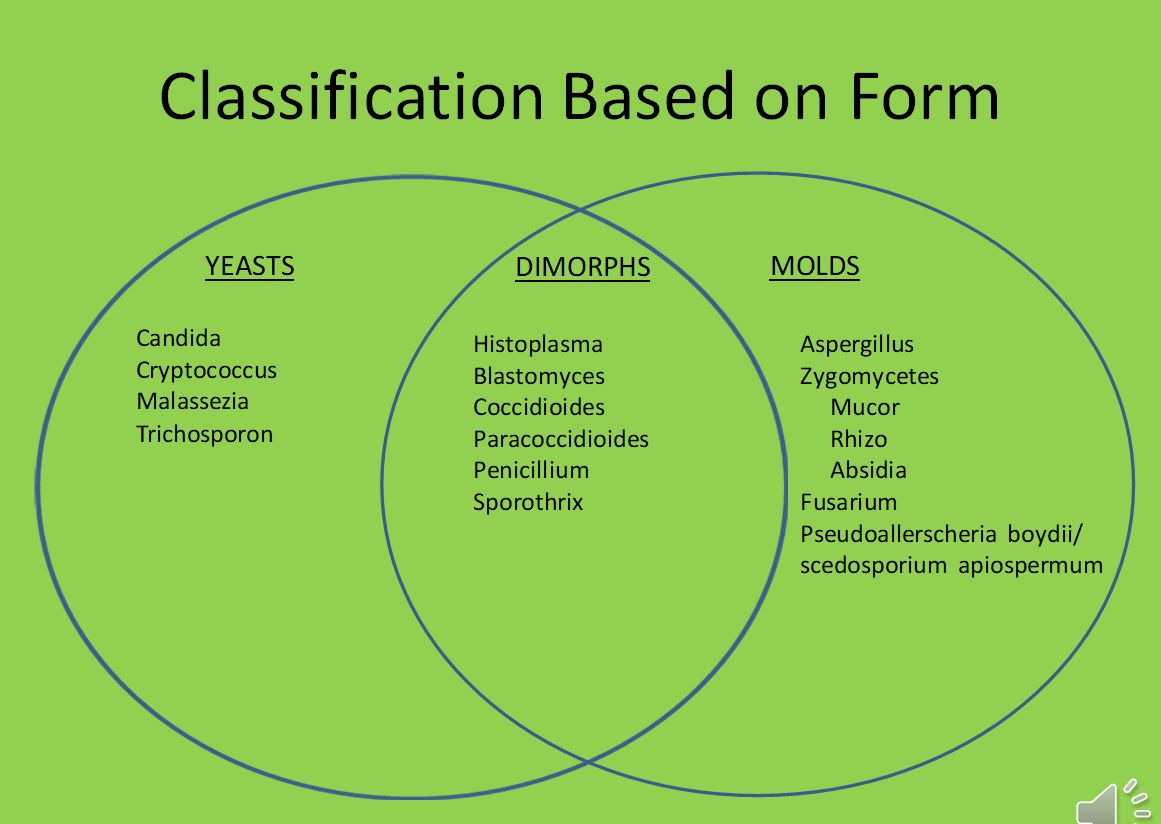 Classification Based on Form
YEASTS
Candida
Cryptococcus
Malassezia
Trichosporon
DIMORPHS
Histoplasma
Blastomyces
Coccidioides
Paracoccidioides
Penicillium
Sporothrix
MOLDS
Aspergillus
Zygomycetes
Mucor
Rhizo
Absidia
Fusarium
Pseudoallerscheria boydii/
scedosporium apiospermum